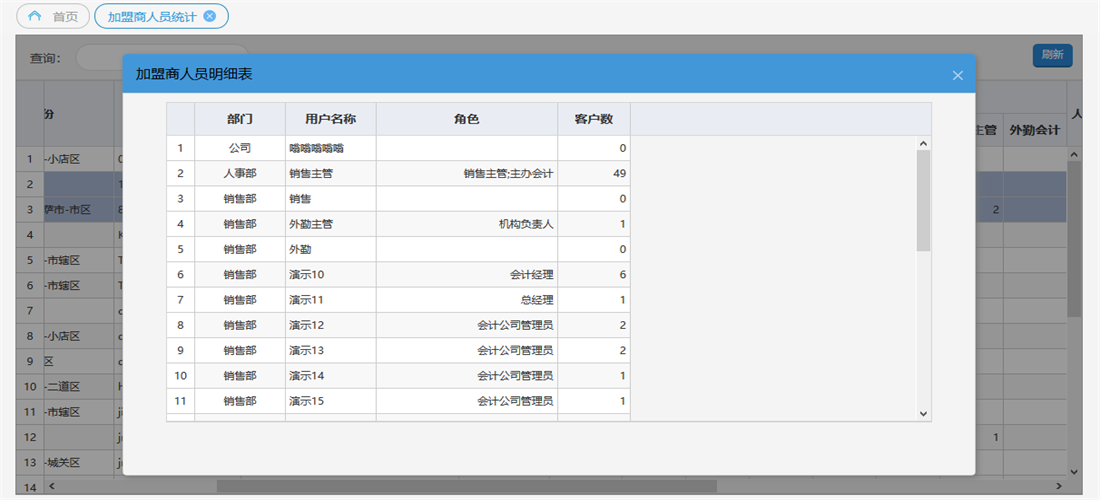 首页 加盟商人员统计
查询：
刷新
加盟商人员明细表
部门 用户名称 角色 客户数
1 公司 0
2 人事部 销售主管 销售主管;主办会计 49
3 销售部 销售 0
4 销售部 外勤主管 机构负责人 1
5 销售部 外勤 0
6 销售部 演示10 会计经理 6
7 销售部 演示11 总经理 1
8 销售部 演示12 会计公司管理员 2
9 销售部 演示13 会计公司管理员 2
10 销售部 演示14 会计公司管理员 1
11 销售部 演示15 会计公司管理员 1
份
主管 外勤会计
1 -小店区
2
3 萨市-市区 8 2
4
5 -市辖区
6 -市辖区
7
8 -小店区
9 区
10 -二道区
11 -市辖区
12 1
13 -城关区
14